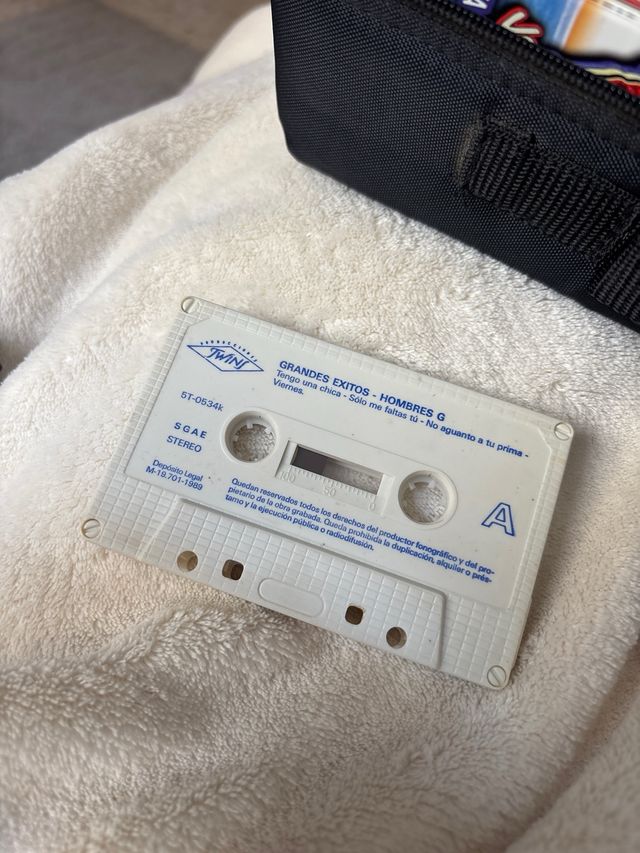 PRODUCCIONES
TWINS
GRANDES EXITOS - HOMBRES G
Tengo una chica - Sólo me faltas tú - No aguanto a tu prima -
Viernes.
5T-0534k
SGAE
STEREO
Depósito Legal
M-18.701-1989
100 50 0
Quedan reservados todos los derechos del productor fonográfico y del pro-
pietario de la obra grabada. Queda prohibida la duplicación, alquiler o prés-
tamo y la ejecución pública o radiodifusión.
A